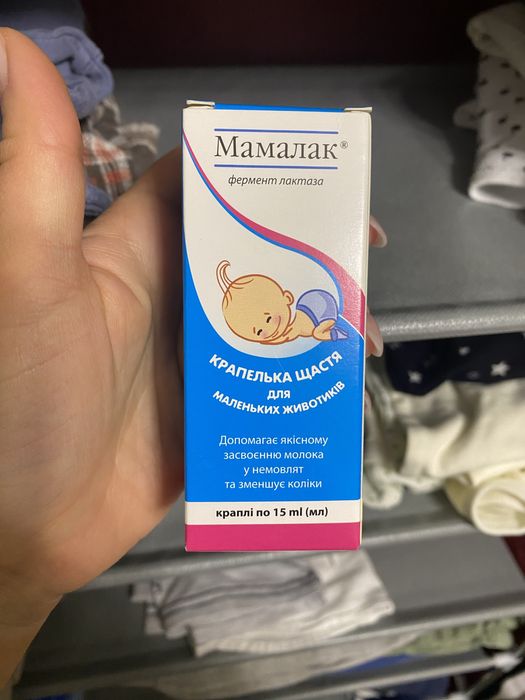 Мамалак®
фермент лактаза
КРАПЕЛЬКА ЩАСТЯ
ДЛЯ
МАЛЕНЬКИХ ЖИВОТИКІВ
Допомагає якісному
засвоєнню молока
у немовлят
та зменшує коліки
краплі по 15 ml (мл)